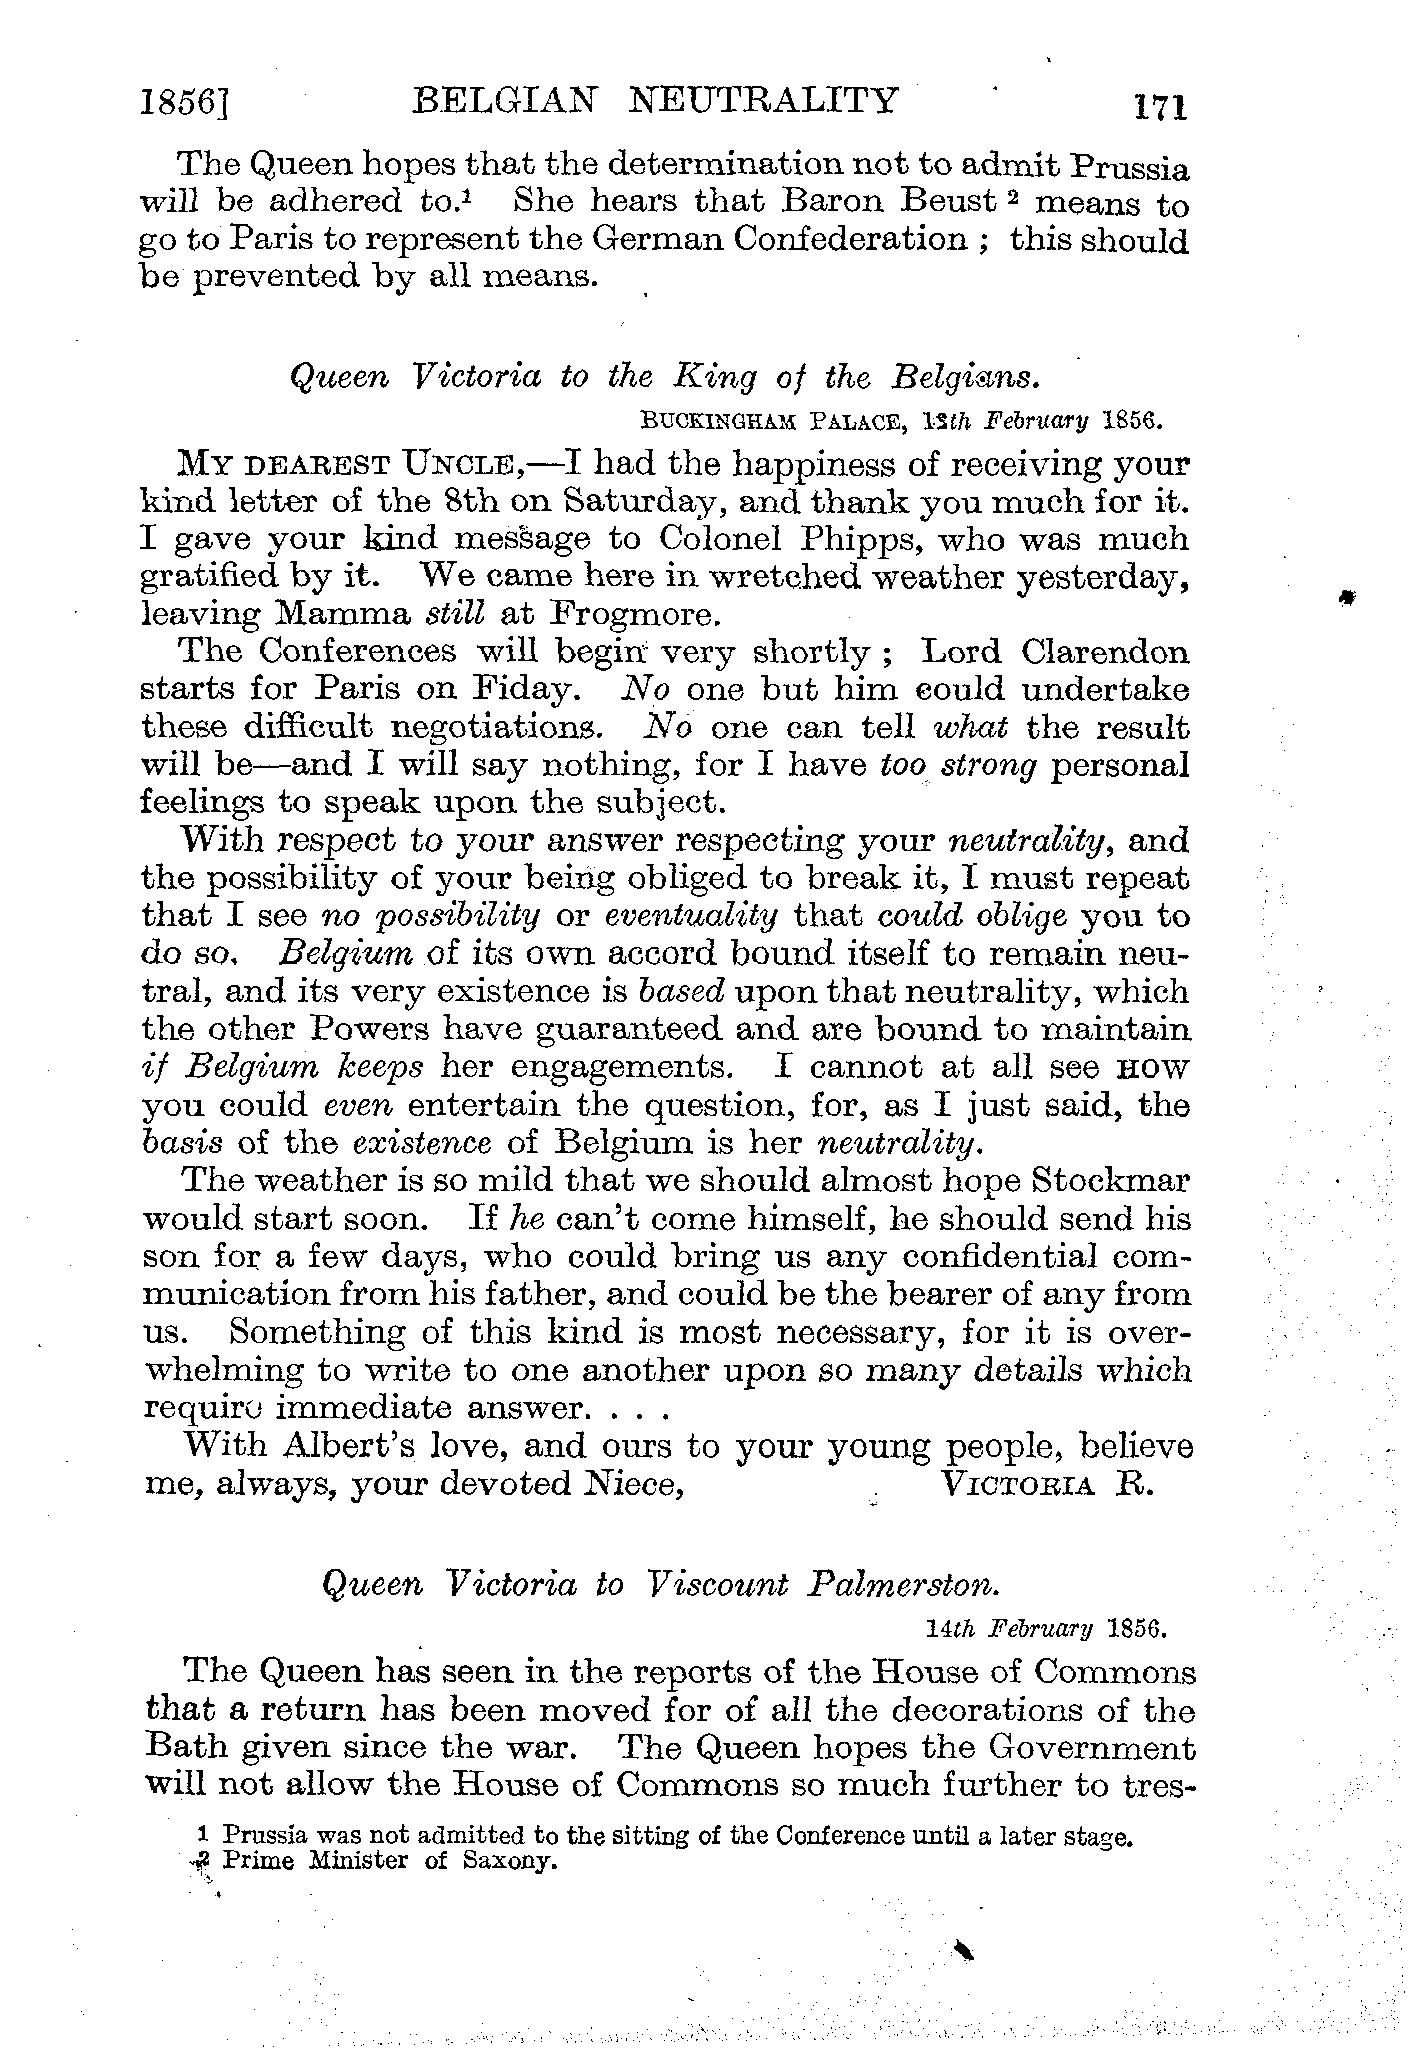 1856] BELGIAN NEUTRALITY 171
The Queen hopes that the determination not to admit Prussia
will be adhered to.¹ She hears that Baron Beust ² means to
go to Paris to represent the German Confederation ; this should
be prevented by all means.
Queen Victoria to the King of the Belgians.
BUCKINGHAM PALACE, 12th February 1856.
MY DEAREST UNCLE,—I had the happiness of receiving your
kind letter of the 8th on Saturday, and thank you much for it.
I gave your kind message to Colonel Phipps, who was much
gratified by it. We came here in wretched weather yesterday,
leaving Mamma still at Frogmore.
The Conferences will begin very shortly ; Lord Clarendon
starts for Paris on Fiday. No one but him could undertake
these difficult negotiations. No one can tell what the result
will be—and I will say nothing, for I have too strong personal
feelings to speak upon the subject.
With respect to your answer respecting your neutrality, and
the possibility of your being obliged to break it, I must repeat
that I see no possibility or eventuality that could oblige you to
do so. Belgium of its own accord bound itself to remain neu-
tral, and its very existence is based upon that neutrality, which
the other Powers have guaranteed and are bound to maintain
if Belgium keeps her engagements. I cannot at all see HOW
you could even entertain the question, for, as I just said, the
basis of the existence of Belgium is her neutrality.
The weather is so mild that we should almost hope Stockmar
would start soon. If he can't come himself, he should send his
son for a few days, who could bring us any confidential com-
munication from his father, and could be the bearer of any from
us. Something of this kind is most necessary, for it is over-
whelming to write to one another upon so many details which
require immediate answer. . . .
With Albert's love, and ours to your young people, believe
me, always, your devoted Niece, VICTORIA R.
Queen Victoria to Viscount Palmerston.
14th February 1856.
The Queen has seen in the reports of the House of Commons
that a return has been moved for of all the decorations of the
Bath given since the war. The Queen hopes the Government
will not allow the House of Commons so much further to tres-
1 Prussia was not admitted to the sitting of the Conference until a later stage.
2 Prime Minister of Saxony.